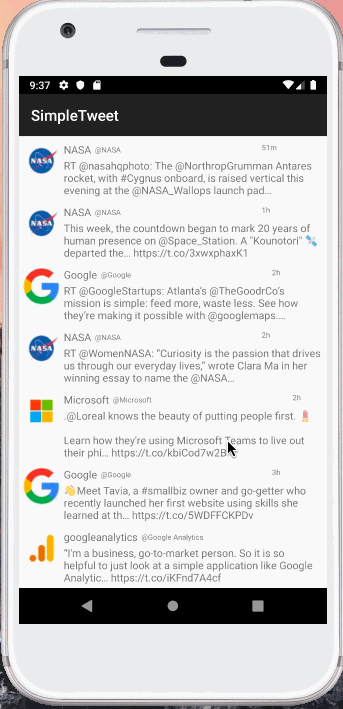 9:37
SimpleTweet
NASA @NASA 51m
RT @nasahqphoto: The @NorthropGrumman Antares
rocket, with #Cygnus onboard, is raised vertical this
evening at the @NASA_Wallops launch pad…
NASA @NASA 1h
This week, the countdown began to mark 20 years of
human presence on @Space_Station. A "Kounotori" 🛰️
departed the… https://t.co/3xwxphaxK1
Google @Google 2h
RT @GoogleStartups: Atlanta's @TheGoodrCo's
mission is simple: feed more, waste less. See how
they're making it possible with @googlemaps.…
NASA @NASA 2h
RT @WomenNASA: "Curiosity is the passion that drives
us through our everyday lives," wrote Clara Ma in her
winning essay to name the @NASA…
Microsoft @Microsoft 2h
.@Loreal knows the beauty of putting people first. 💄
Learn how they're using Microsoft Teams to live out
their phi… https://t.co/kbiCod7w2B
Google @Google 3h
👋Meet Tavia, a #smallbiz owner and go-getter who
recently launched her first website using skills she
learned at th… https://t.co/5WDFFCKPDv
googleanalytics @Google Analytics
"I'm a business, go-to-market person. So it is so
helpful to just look at a simple application like Google
Analytic… https://t.co/iKFnd7A4cf
NASA
NASA
NASA